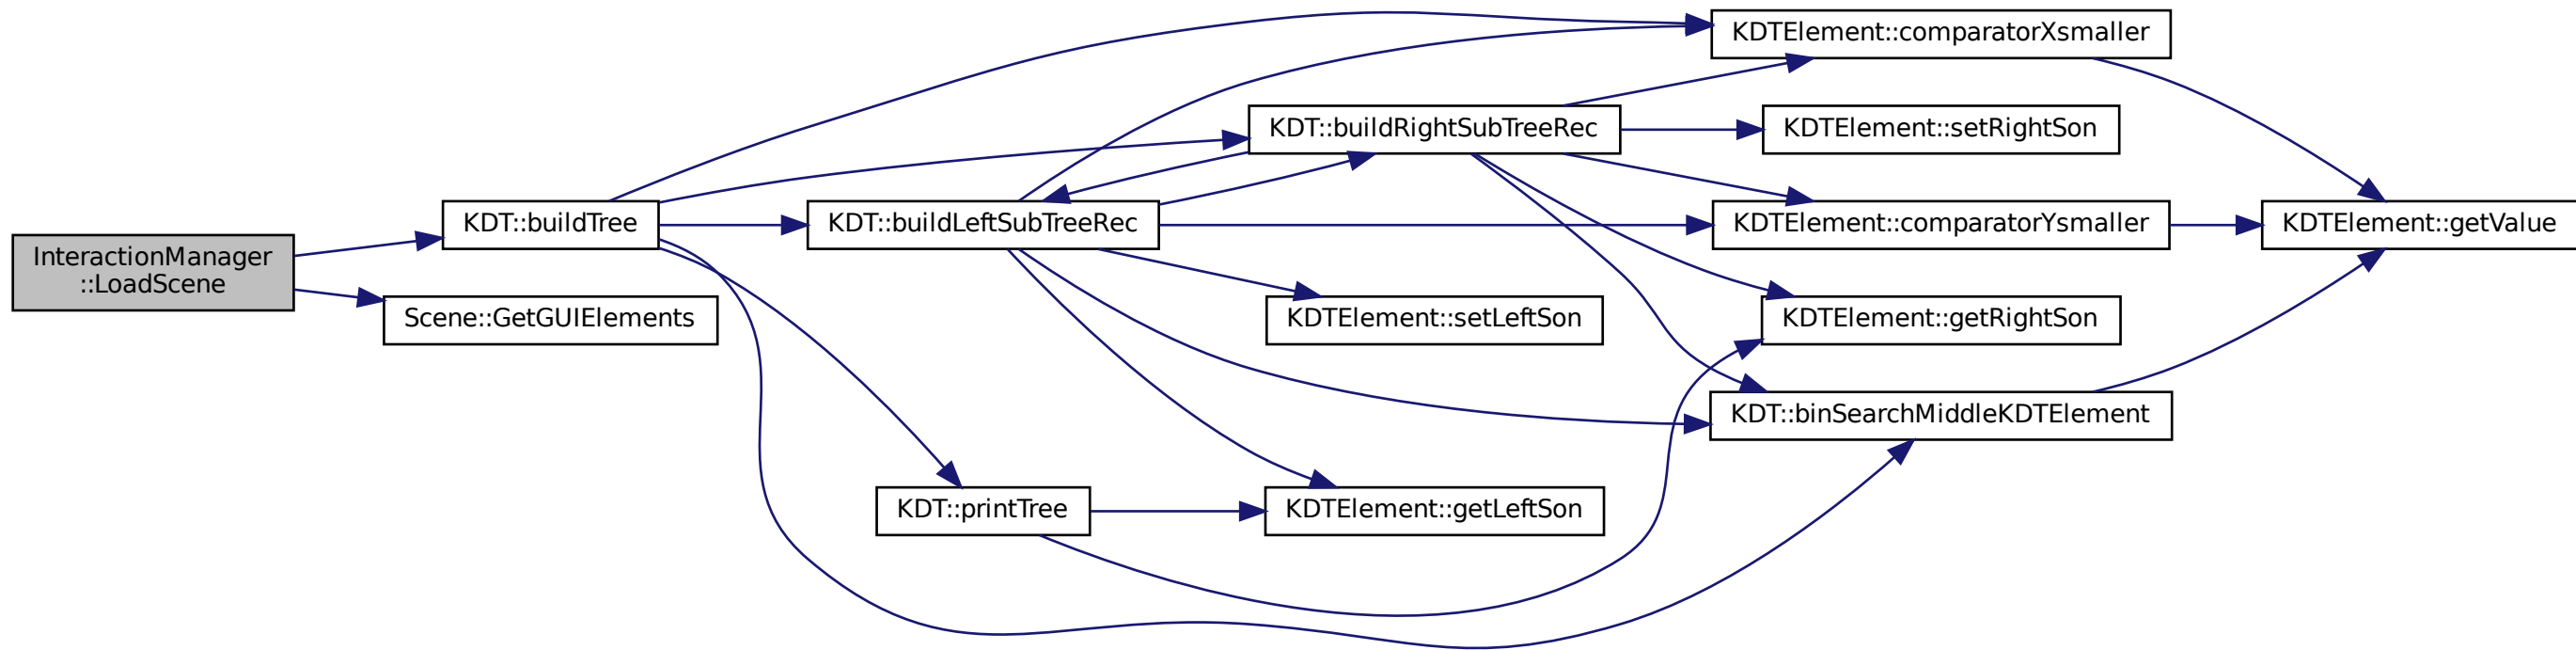 InteractionManager
::LoadScene
KDT::buildTree
Scene::GetGUIElements
KDT::buildLeftSubTreeRec
KDT::printTree
KDT::buildRightSubTreeRec
KDTElement::setLeftSon
KDTElement::getLeftSon
KDTElement::comparatorXsmaller
KDTElement::setRightSon
KDTElement::comparatorYsmaller
KDTElement::getRightSon
KDT::binSearchMiddleKDTElement
KDTElement::getValue